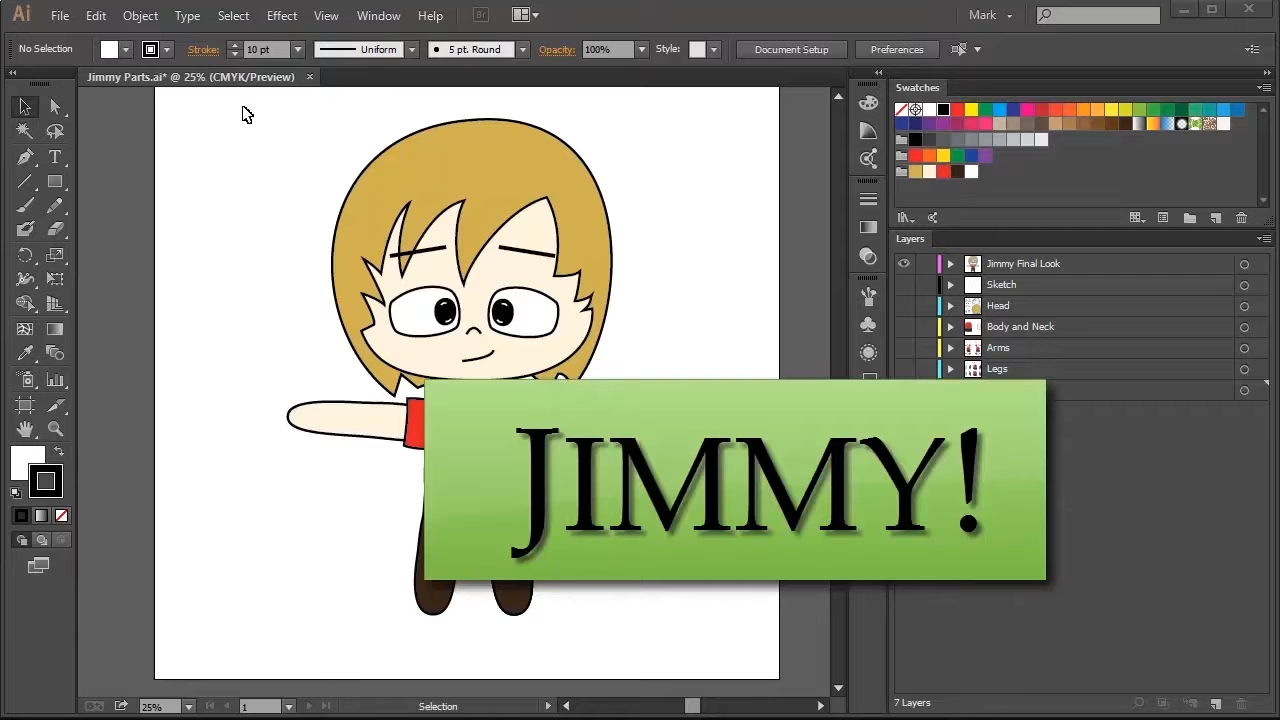 Ai File Edit Object Type Select Effect View Window Help Br Mark
No Selection Stroke: 10 pt Uniform 5 pt. Round Opacity: 100% Style: Document Setup Preferences
Jimmy Parts.ai* @ 25% (CMYK/Preview)
Swatches
Layers
Jimmy Final Look
Sketch
Head
Body and Neck
Arms
Legs
JIMMY!
7 Layers
25% 1 Selection